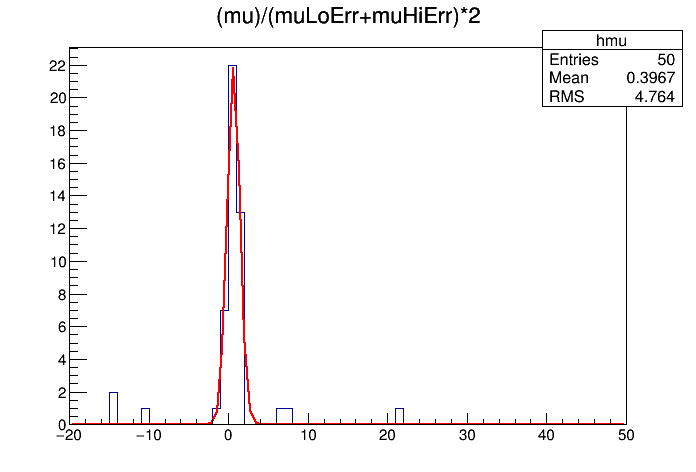 (mu)/(muLoErr+muHiErr)*2
hmu
Entries 50
Mean 0.3967
RMS 4.764
22
20
18
16
14
12
10
8
6
4
2
0
−20 −10 0 10 20 30 40 50